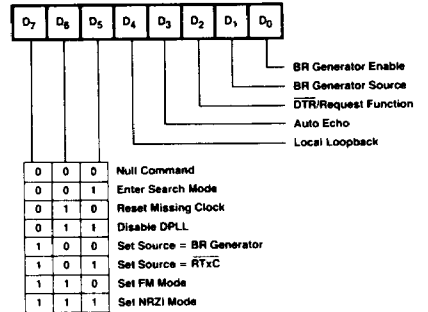 D7 D6 D5 D4 D3 D2 D1 D0
BR Generator Enable
BR Generator Source
DTR/Request Function
Auto Echo
Local Loopback
0 0 0 Null Command
0 0 1 Enter Search Mode
0 1 0 Reset Missing Clock
0 1 1 Disable DPLL
1 0 0 Set Source = BR Generator
1 0 1 Set Source = RTxC
1 1 0 Set FM Mode
1 1 1 Set NRZI Mode